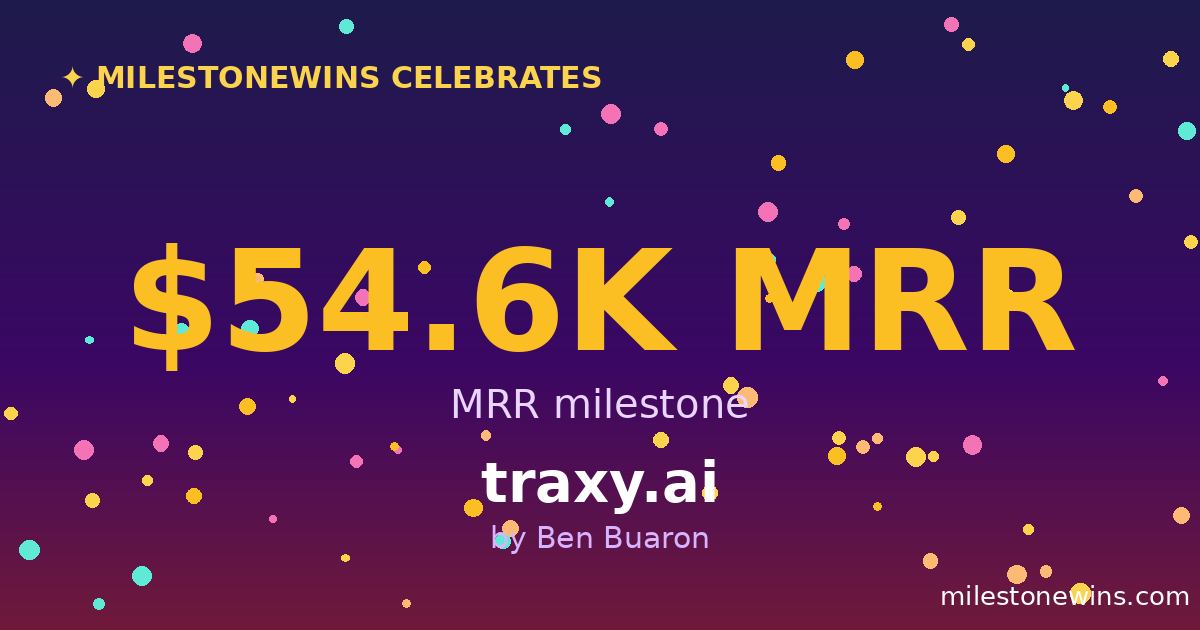 ✦ MILESTONEWINS CELEBRATES
$54.6K MRR
MRR milestone
traxy.ai
by Ben Buaron
milestonewins.com